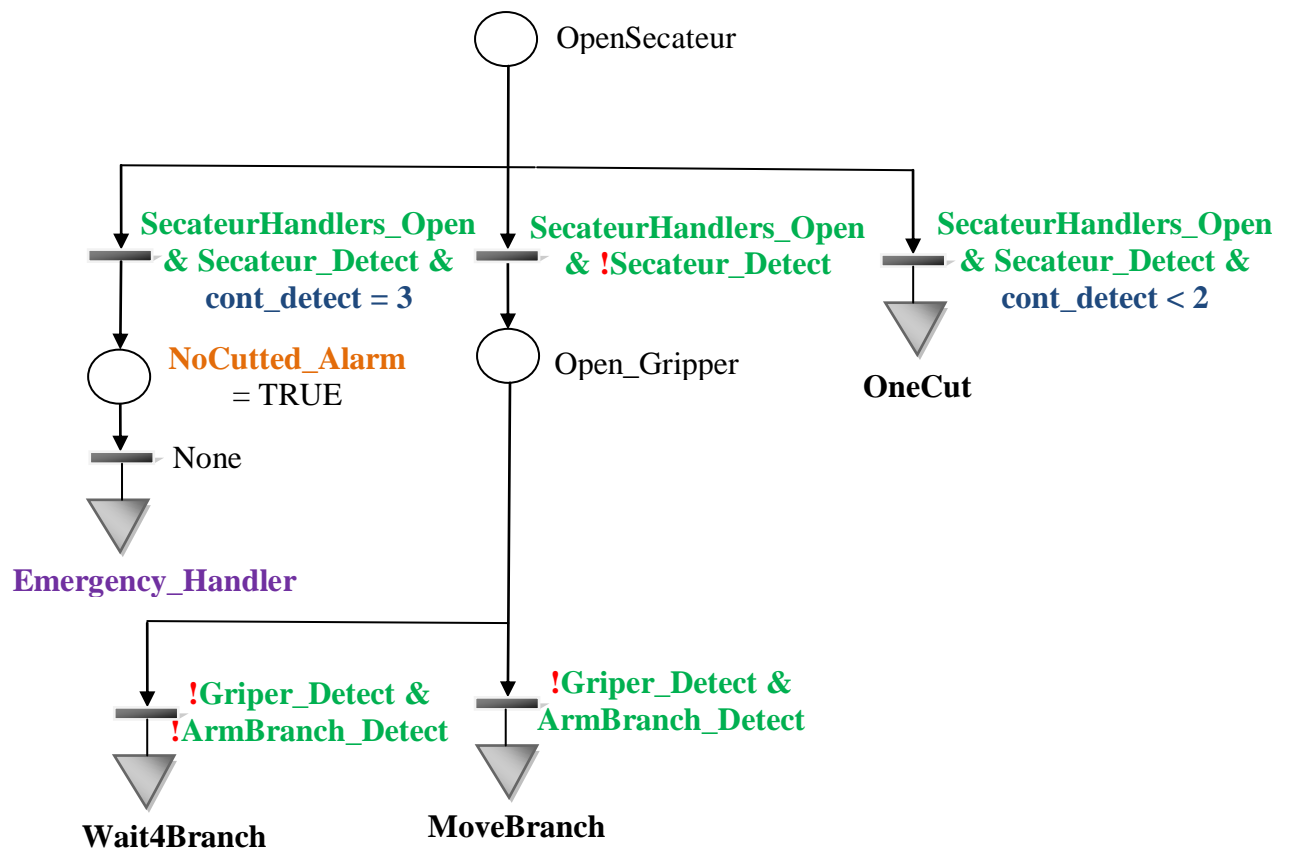 OpenSecateur
SecateurHandlers_Open
& Secateur_Detect &
cont_detect = 3
SecateurHandlers_Open
& !Secateur_Detect
SecateurHandlers_Open
& Secateur_Detect &
cont_detect < 2
NoCutted_Alarm
= TRUE
Open_Gripper
OneCut
None
Emergency_Handler
!Griper_Detect &
!ArmBranch_Detect
!Griper_Detect &
ArmBranch_Detect
Wait4Branch
MoveBranch